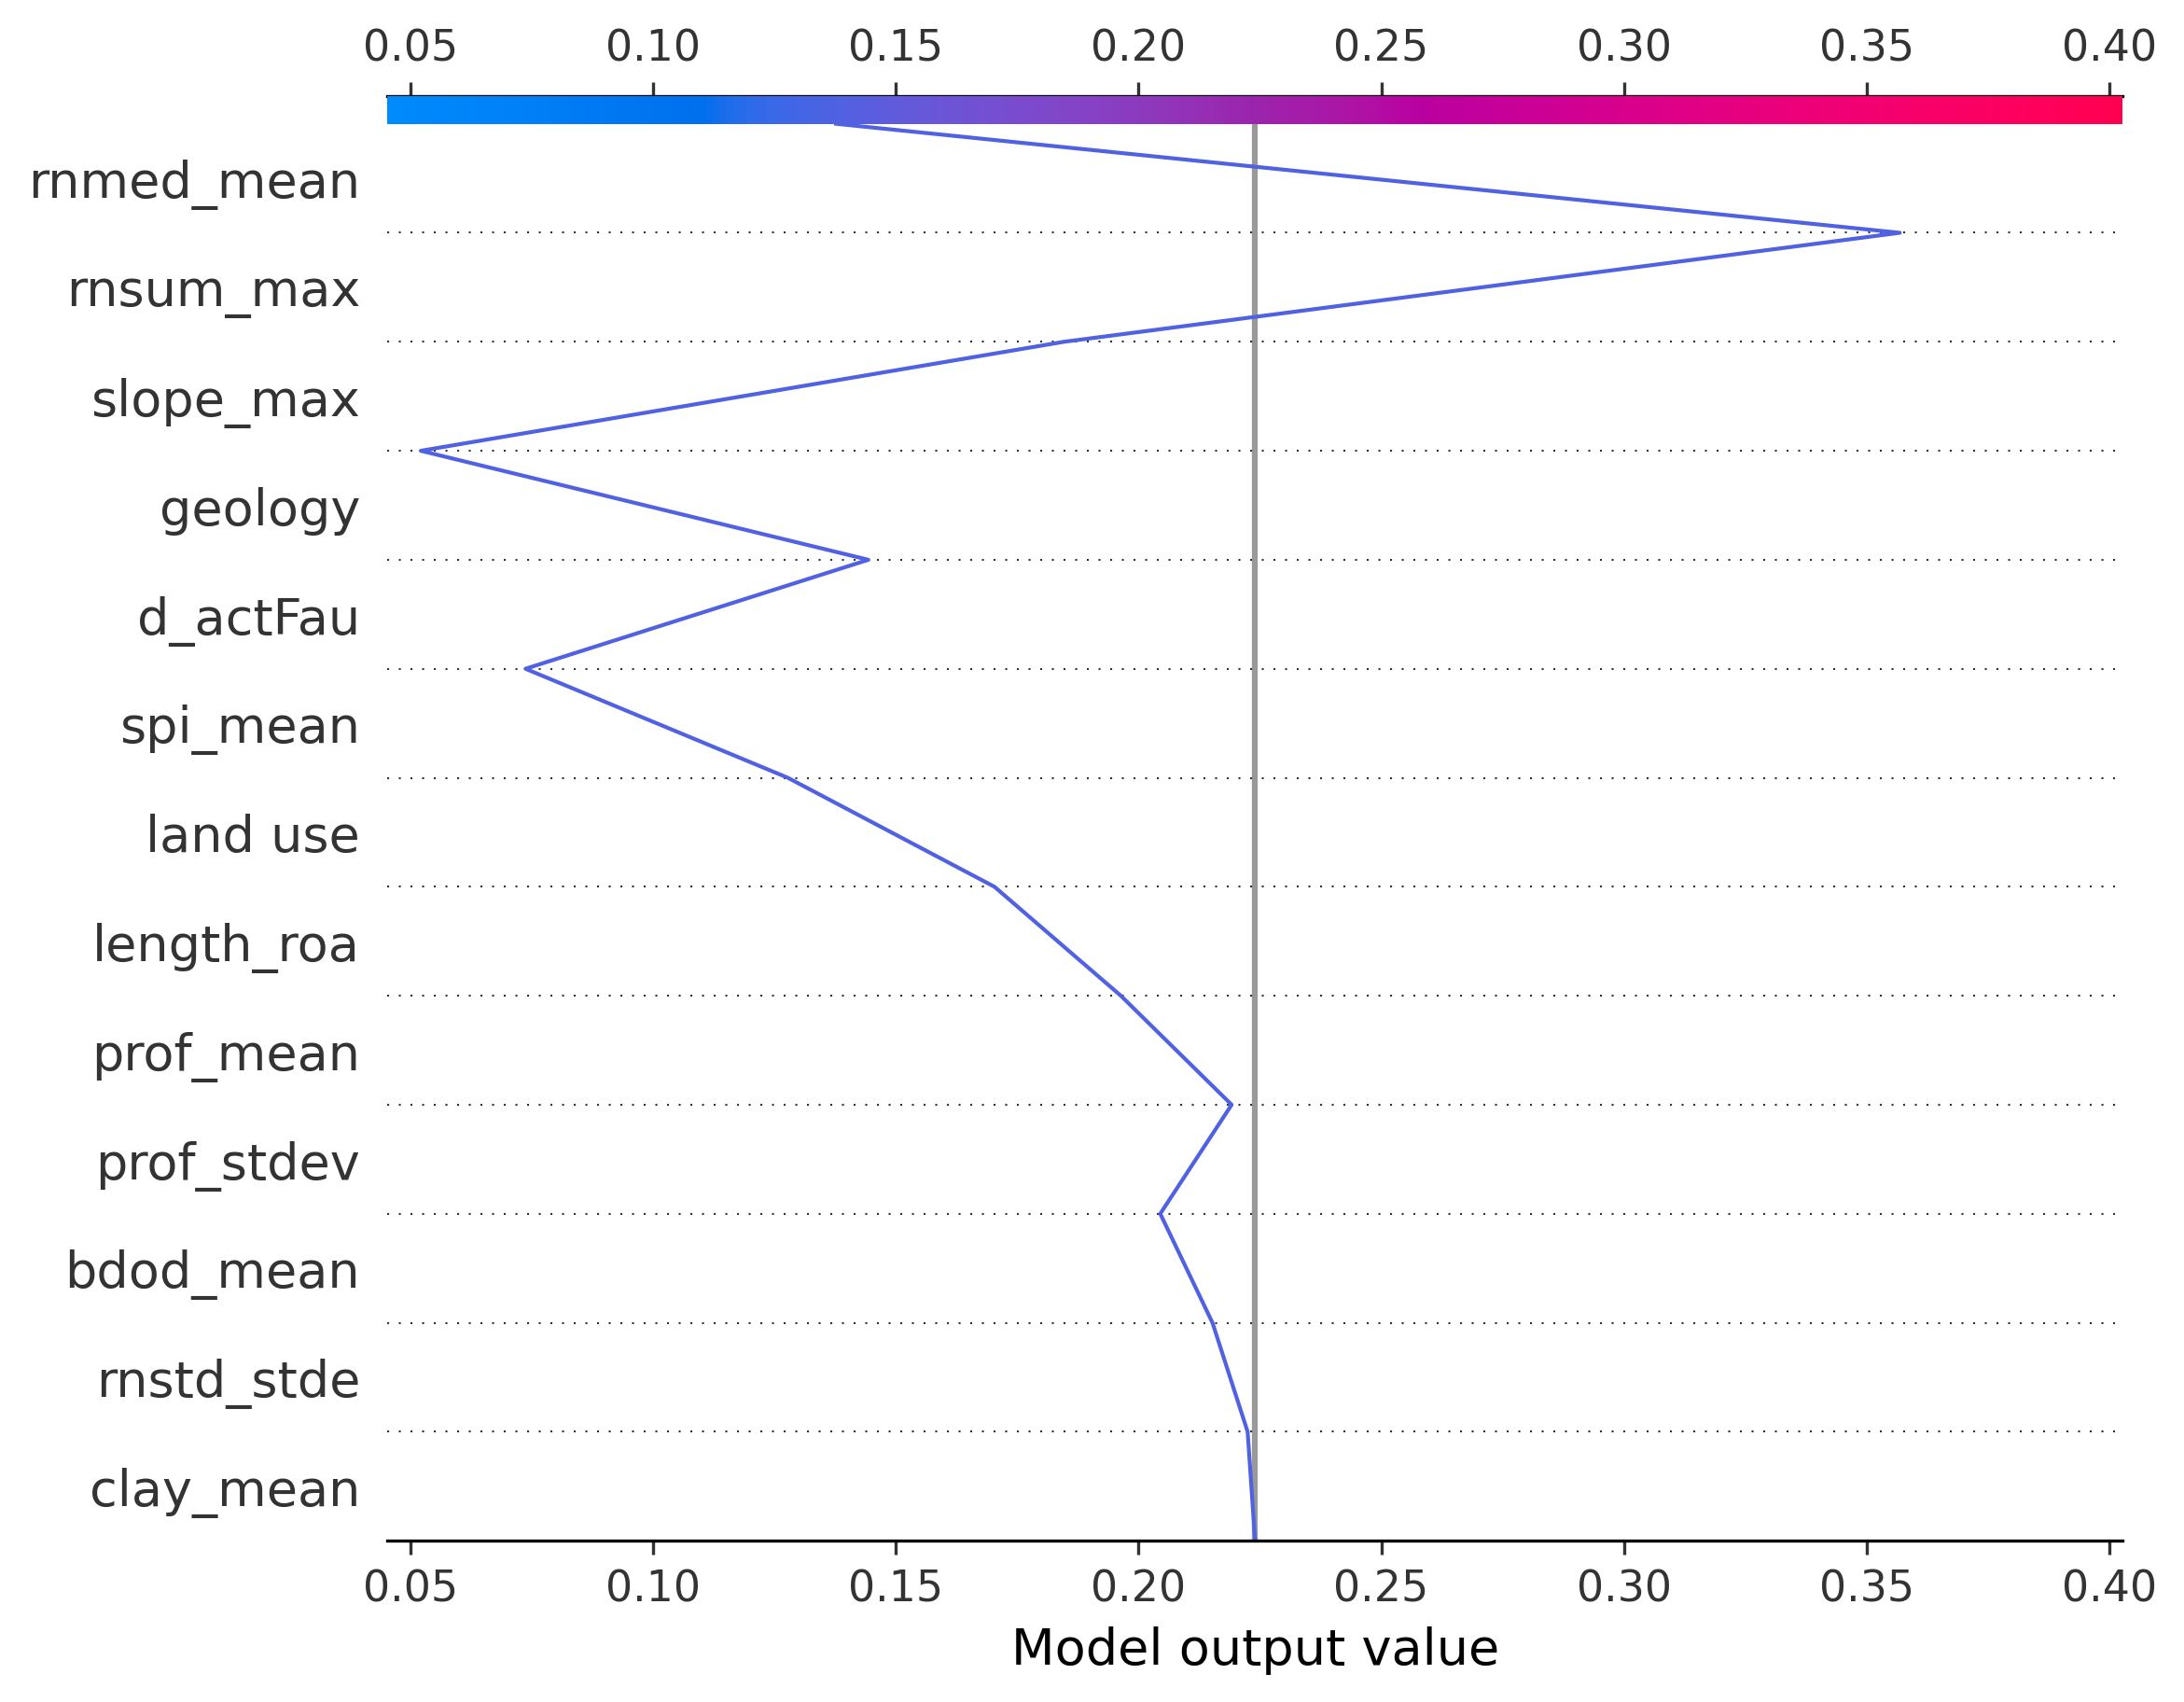 0.05 0.10 0.15 0.20 0.25 0.30 0.35 0.40
rnmed_mean
rnsum_max
slope_max
geology
d_actFau
spi_mean
land use
length_roa
prof_mean
prof_stdev
bdod_mean
rnstd_stde
clay_mean
0.05 0.10 0.15 0.20 0.25 0.30 0.35 0.40
Model output value